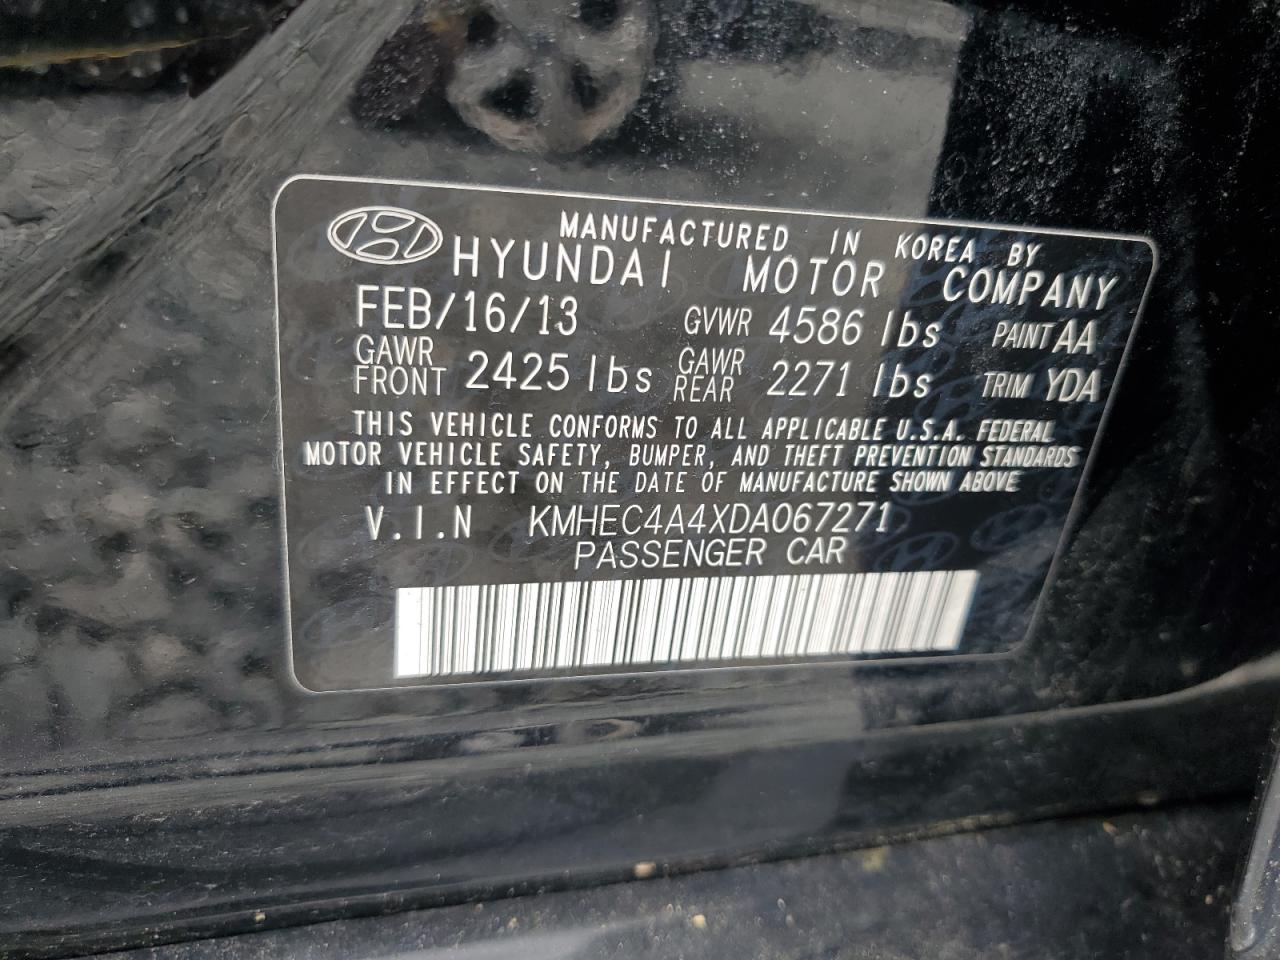 MANUFACTURED IN KOREA BY
HYUNDAI MOTOR COMPANY
FEB/16/13 GVWR 4586 lbs PAINT AA
GAWR FRONT 2425 lbs GAWR REAR 2271 lbs TRIM YDA
THIS VEHICLE CONFORMS TO ALL APPLICABLE U.S.A. FEDERAL
MOTOR VEHICLE SAFETY, BUMPER, AND THEFT PREVENTION STANDARDS
IN EFFECT ON THE DATE OF MANUFACTURE SHOWN ABOVE
V.I.N KMHEC4A4XDA067271
PASSENGER CAR